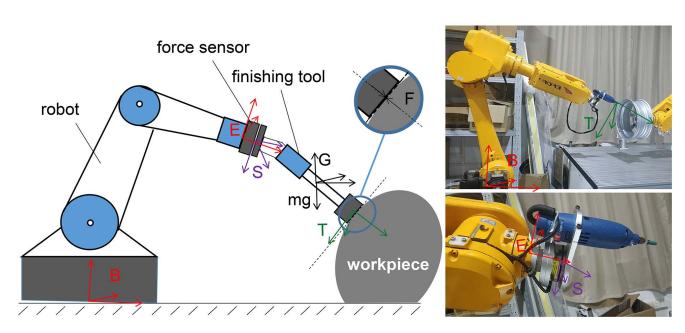 force sensor
finishing tool
robot
E
S
G
mg
F
T
B
workpiece
T
B
E
S